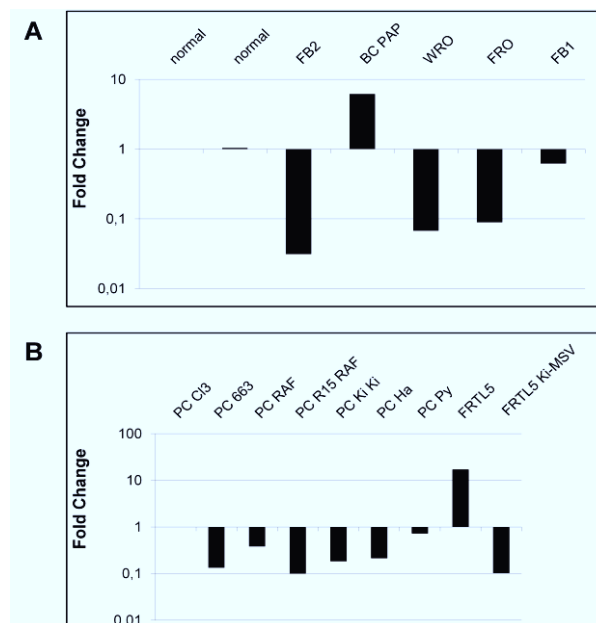 A
normal
normal
FB2
BC PAP
WRO
FRO
FB1
Fold Change
10
1
0,1
0,01
B
PC Cl3
PC 663
PC RAF
PC R15 RAF
PC Ki Ki
PC Ha
PC Py
FRTL5
FRTL5 Ki-MSV
Fold Change
100
10
1
0,1
0,01